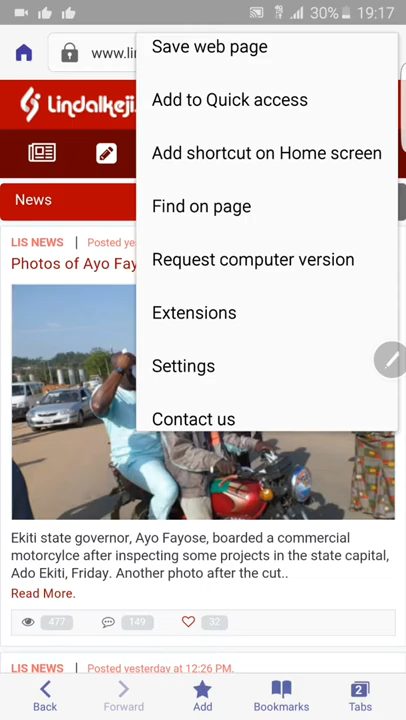 30% 19:17
www.li
Save web page
Add to Quick access
Add shortcut on Home screen
Find on page
Request computer version
Extensions
Settings
Contact us
LindaIkeji.
News
LIS NEWS | Posted ye
Photos of Ayo Fay
Ekiti state governor, Ayo Fayose, boarded a commercial
motorcylce after inspecting some projects in the state capital,
Ado Ekiti, Friday. Another photo after the cut..
Read More.
477 149 32
LIS NEWS | Posted yesterday at 12:26 PM.
Back Forward Add Bookmarks 2 Tabs